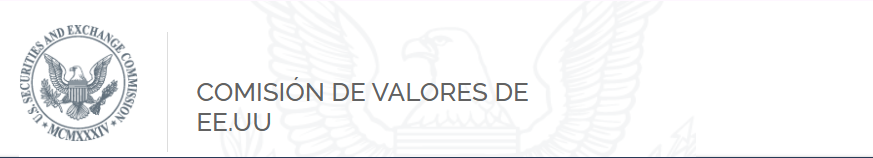 U.S. SECURITIES AND EXCHANGE COMMISSION
MCMXXXIV
COMISIÓN DE VALORES DE
EE.UU